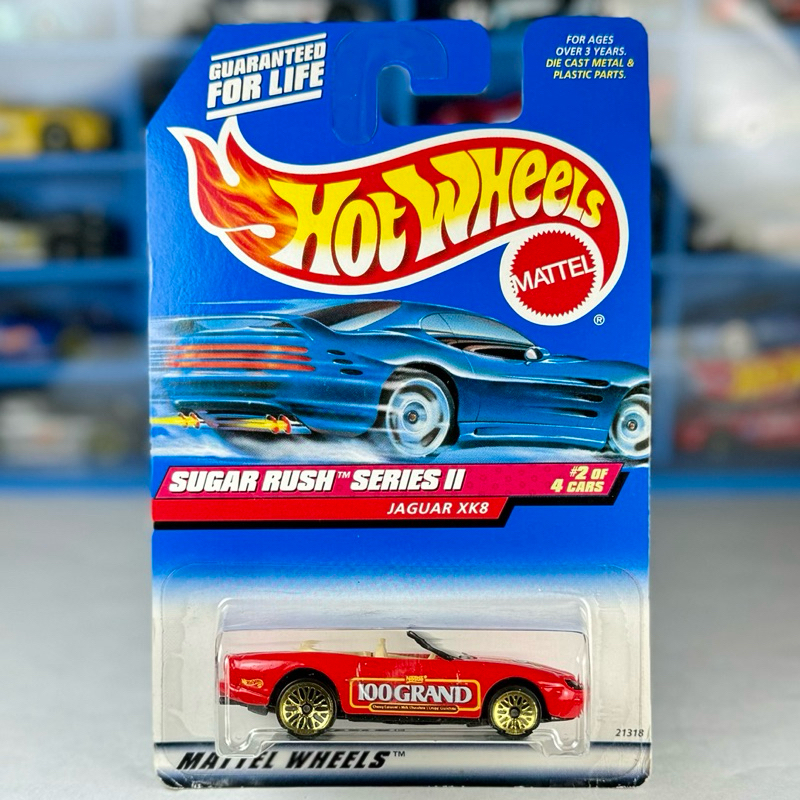 GUARANTEED
FOR LIFE
FOR AGES
OVER 3 YEARS.
DIE CAST METAL &
PLASTIC PARTS.
HOT WHEELS
MATTEL
®
SUGAR RUSH™ SERIES II
#2 OF
4 CARS
JAGUAR XK8
100 GRAND
21318
MATTEL WHEELS™